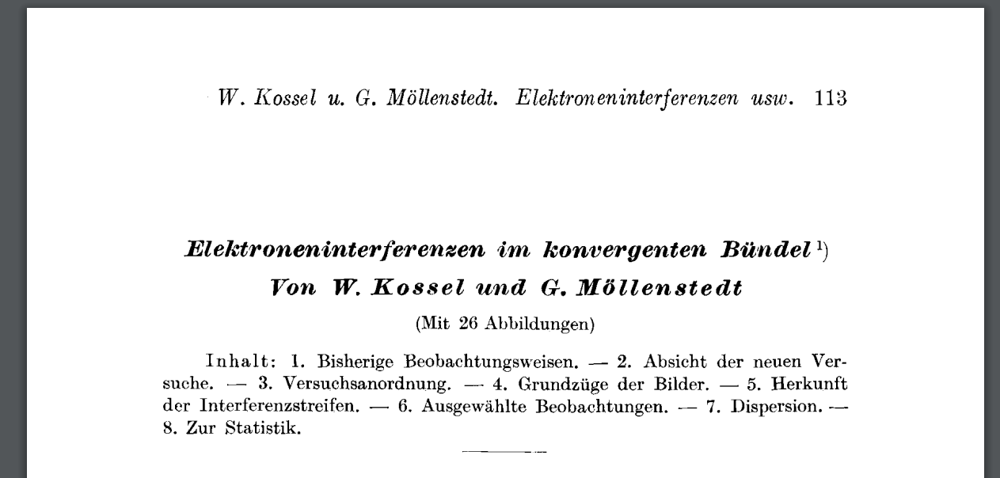 W. Kossel u. G. Möllenstedt. Elektroneninterferenzen usw. 113
Elektroneninterferenzen im konvergenten Bündel ¹)
Von W. Kossel und G. Möllenstedt
(Mit 26 Abbildungen)
Inhalt: 1. Bisherige Beobachtungsweisen. — 2. Absicht der neuen Ver-
suche. — 3. Versuchsanordnung. — 4. Grundzüge der Bilder. — 5. Herkunft
der Interferenzstreifen. — 6. Ausgewählte Beobachtungen. — 7. Dispersion. —
8. Zur Statistik.